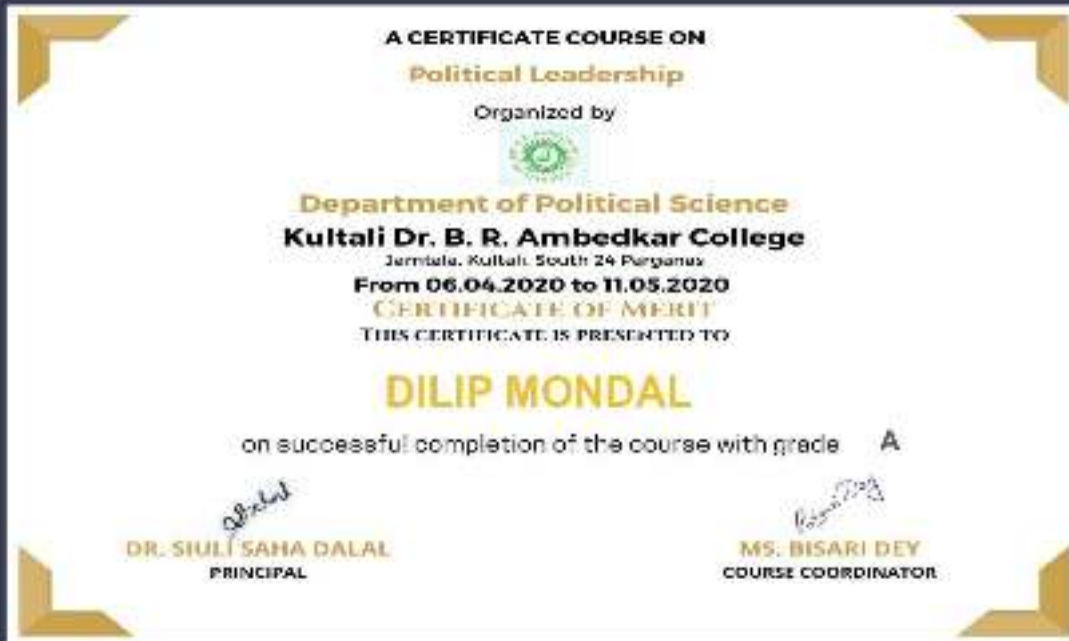 A CERTIFICATE COURSE ON
Political Leadership
Organized by
Department of Political Science
Kultali Dr. B. R. Ambedkar College
Jamtala, Kultali, South 24 Parganas
From 06.04.2020 to 11.05.2020
CERTIFICATE OF MERIT
THIS CERTIFICATE IS PRESENTED TO
DILIP MONDAL
on successful completion of the course with grade A
DR. SIULI SAHA DALAL
PRINCIPAL
MS. BISARI DEY
COURSE COORDINATOR